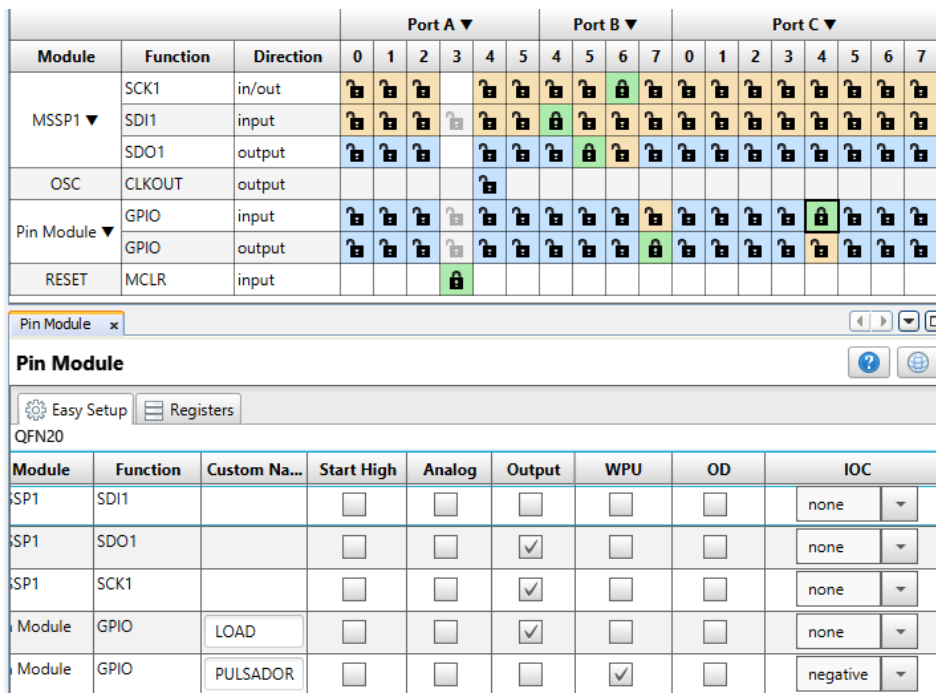 Port A ▼ Port B ▼ Port C ▼
Module Function Direction 0 1 2 3 4 5 4 5 6 7 0 1 2 3 4 5 6 7
SCK1 in/out
MSSP1 ▼ SDI1 input
SDO1 output
OSC CLKOUT output
GPIO input
Pin Module ▼
GPIO output
RESET MCLR input
Pin Module x
Pin Module ?
Easy Setup Registers
QFN20
Module Function Custom Na... Start High Analog Output WPU OD IOC
SSP1 SDI1 none
SSP1 SDO1 none
SSP1 SCK1 none
Module GPIO LOAD none
Module GPIO PULSADOR negative